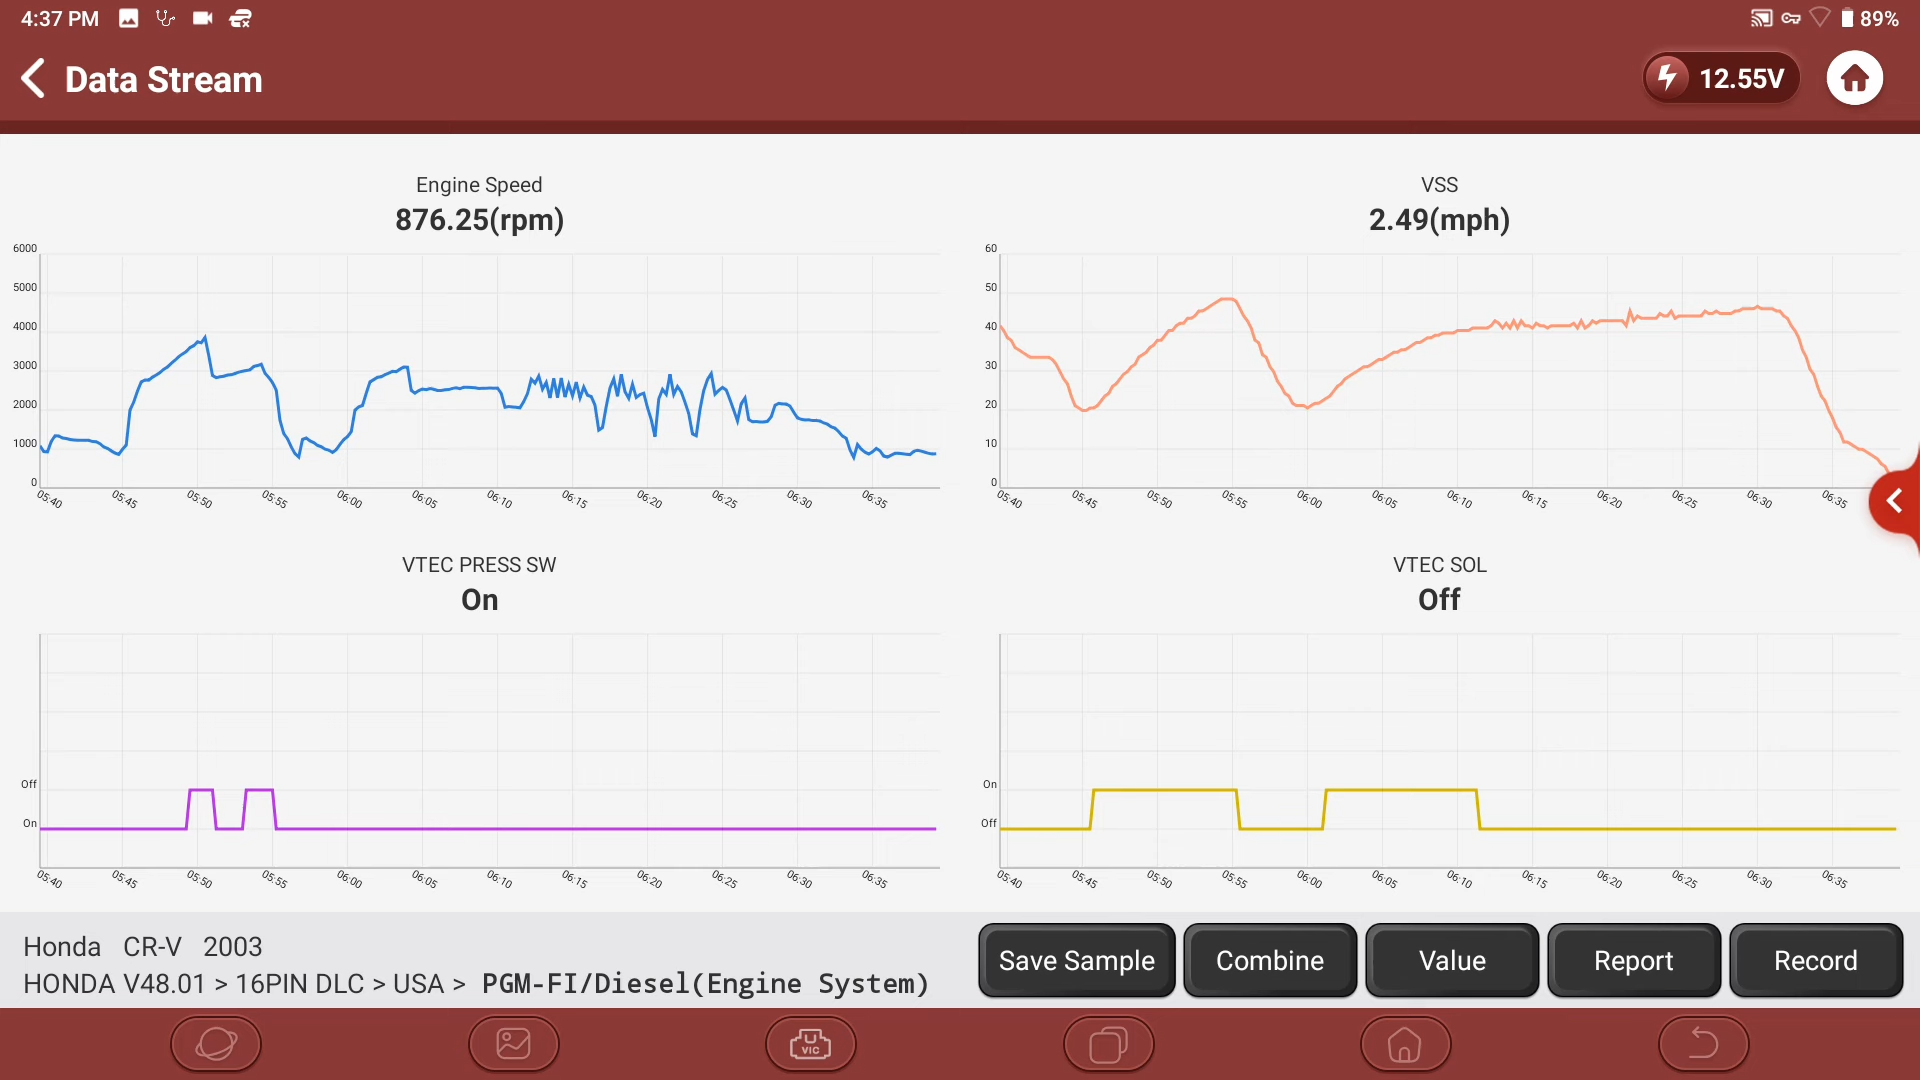 4:37 PM
89%
Data Stream
12.55V
Engine Speed
876.25(rpm)
6000
5000
4000
3000
2000
1000
0
05:40 05:45 05:50 05:55 06:00 06:05 06:10 06:15 06:20 06:25 06:30 06:35
VSS
2.49(mph)
60
50
40
30
20
10
0
05:40 05:45 05:50 05:55 06:00 06:05 06:10 06:15 06:20 06:25 06:30 06:35
VTEC PRESS SW
On
Off
On
05:40 05:45 05:50 05:55 06:00 06:05 06:10 06:15 06:20 06:25 06:30 06:35
VTEC SOL
Off
On
Off
05:40 05:45 05:50 05:55 06:00 06:05 06:10 06:15 06:20 06:25 06:30 06:35
Honda CR-V 2003
HONDA V48.01 > 16PIN DLC > USA > PGM-FI/Diesel(Engine System)
Save Sample
Combine
Value
Report
Record
VIC